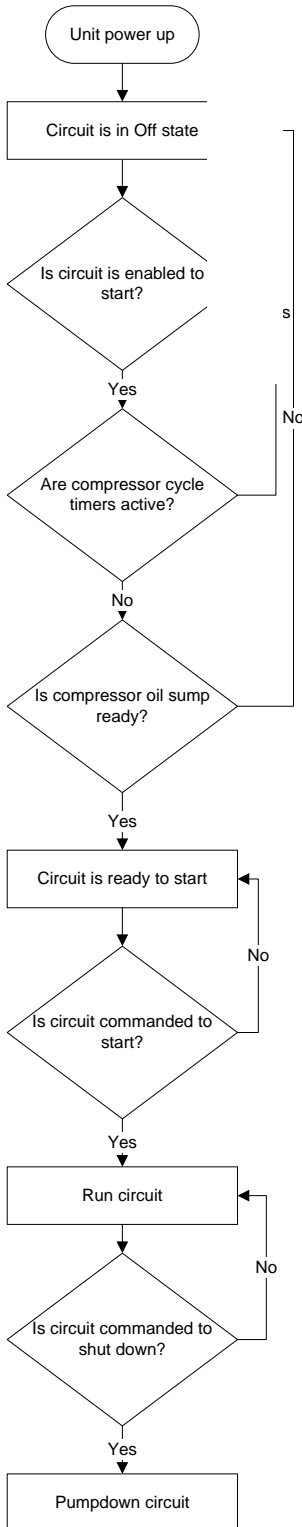 Unit power up
Circuit is in Off state
Is circuit is enabled to
start?
s
Yes
No
Are compressor cycle
timers active?
No
Is compressor oil sump
ready?
Yes
Circuit is ready to start
No
Is circuit commanded to
start?
Yes
Run circuit
No
Is circuit commanded to
shut down?
Yes
Pumpdown circuit